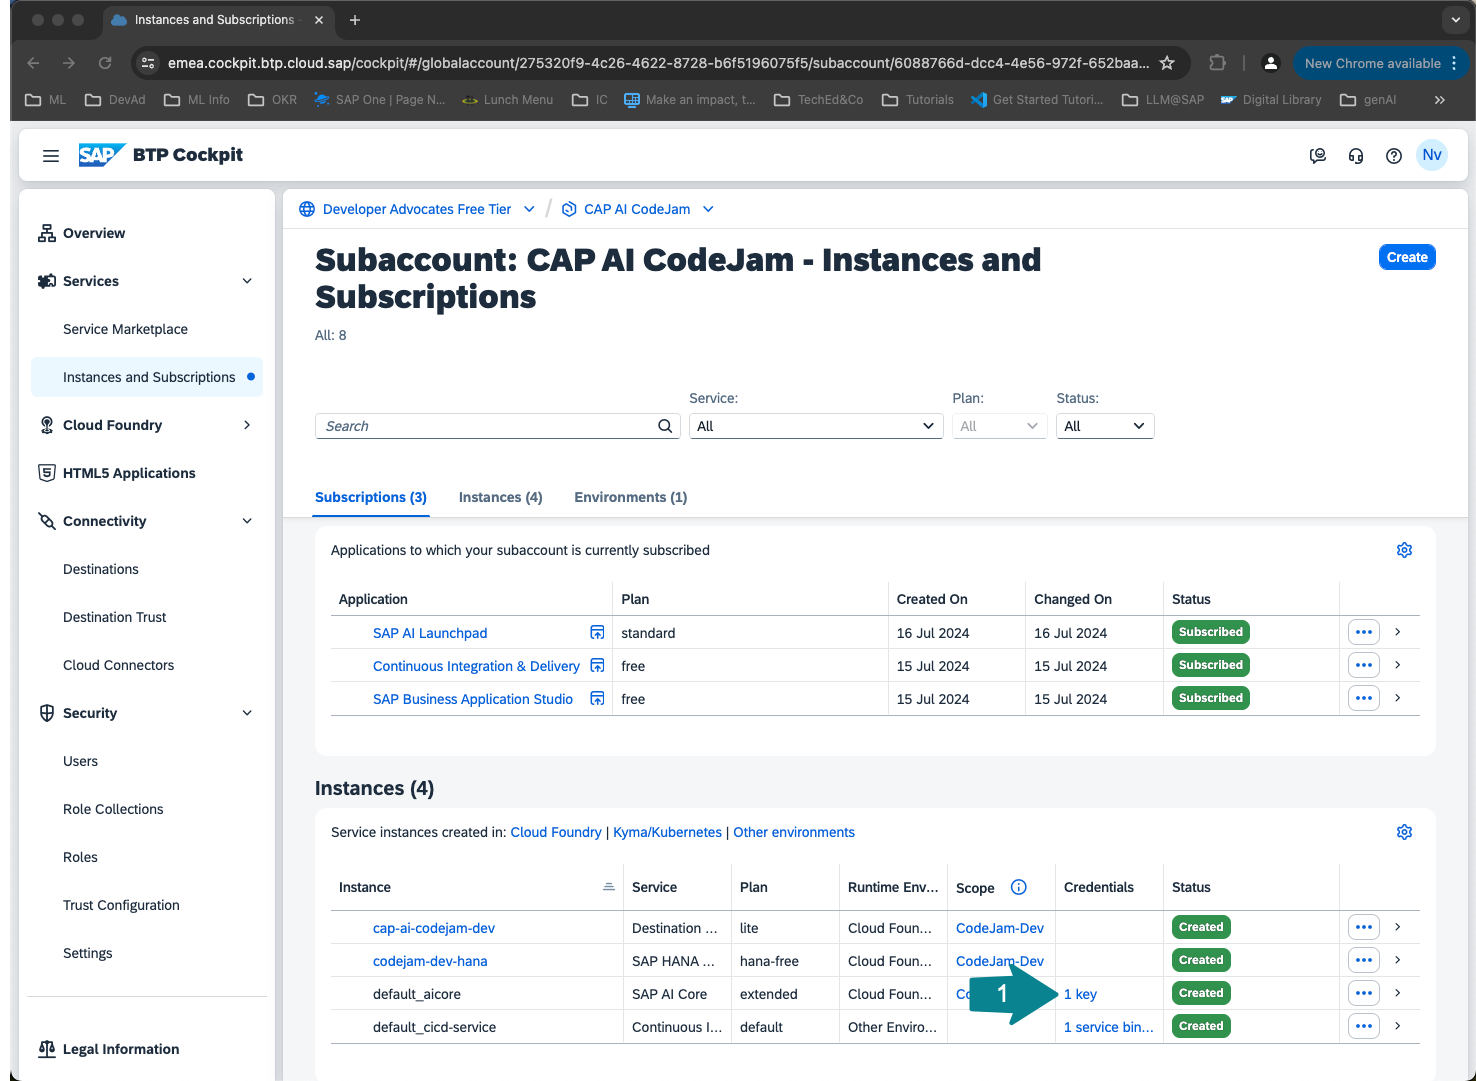 Instances and Subscriptions -
emea.cockpit.btp.cloud.sap/cockpit/#/globalaccount/275320f9-4c26-4622-8728-b6f5196075f5/subaccount/6088766d-dcc4-4e56-972f-652baa...
New Chrome available
ML
DevAd
ML Info
OKR
SAP One | Page N...
Lunch Menu
IC
Make an impact, t...
TechEd&Co
Tutorials
Get Started Tutori...
LLM@SAP
SAP
Digital Library
genAI
SAP
BTP Cockpit
Nv
Overview
Services
Service Marketplace
Instances and Subscriptions
Cloud Foundry
HTML5 Applications
Connectivity
Destinations
Destination Trust
Cloud Connectors
Security
Users
Role Collections
Roles
Trust Configuration
Settings
Legal Information
Developer Advocates Free Tier / CAP AI CodeJam
Subaccount: CAP AI CodeJam - Instances and
Subscriptions
Create
All: 8
Service: Plan: Status:
Search All All All
Subscriptions (3) Instances (4) Environments (1)
Applications to which your subaccount is currently subscribed
Application Plan Created On Changed On Status
SAP AI Launchpad standard 16 Jul 2024 16 Jul 2024 Subscribed
Continuous Integration & Delivery free 15 Jul 2024 15 Jul 2024 Subscribed
SAP Business Application Studio free 15 Jul 2024 15 Jul 2024 Subscribed
Instances (4)
Service instances created in: Cloud Foundry | Kyma/Kubernetes | Other environments
Instance Service Plan Runtime Env... Scope Credentials Status
cap-ai-codejam-dev Destination ... lite Cloud Foun... CodeJam-Dev Created
codejam-dev-hana SAP HANA ... hana-free Cloud Foun... CodeJam-Dev Created
default_aicore SAP AI Core extended Cloud Foun... 1 1 key Created
default_cicd-service Continuous I... default Other Enviro... 1 service bin... Created